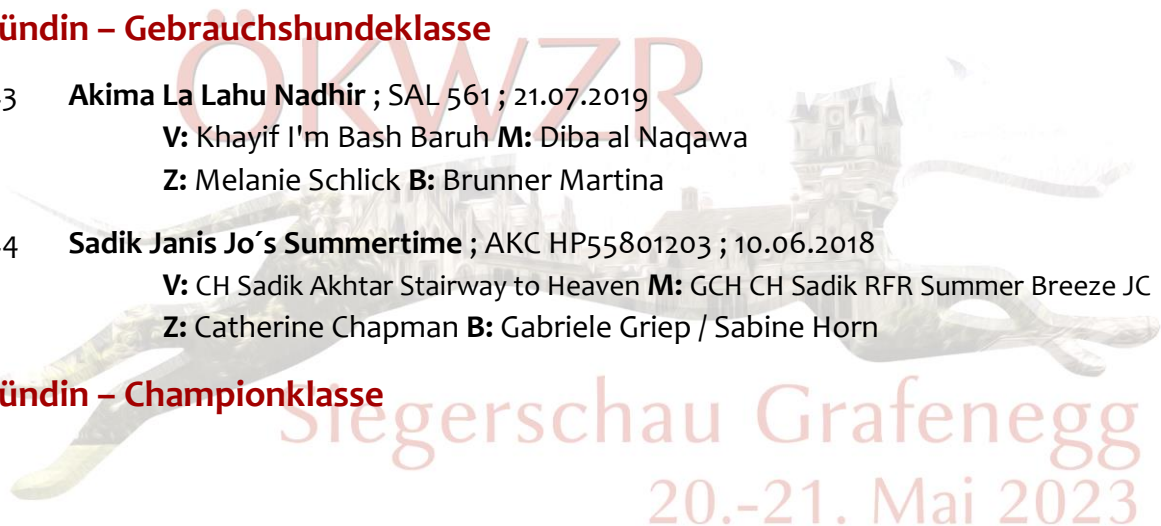 ündin – Gebrauchshundeklasse
ÖKWZR
3 Akima La Lahu Nadhir ; SAL 561 ; 21.07.2019
V: Khayif I'm Bash Baruh M: Diba al Naqawa
Z: Melanie Schlick B: Brunner Martina
4 Sadik Janis Jo´s Summertime ; AKC HP55801203 ; 10.06.2018
V: CH Sadik Akhtar Stairway to Heaven M: GCH CH Sadik RFR Summer Breeze JC
Z: Catherine Chapman B: Gabriele Griep / Sabine Horn
ündin – Championklasse
Siegerschau Grafenegg
20.-21. Mai 2023